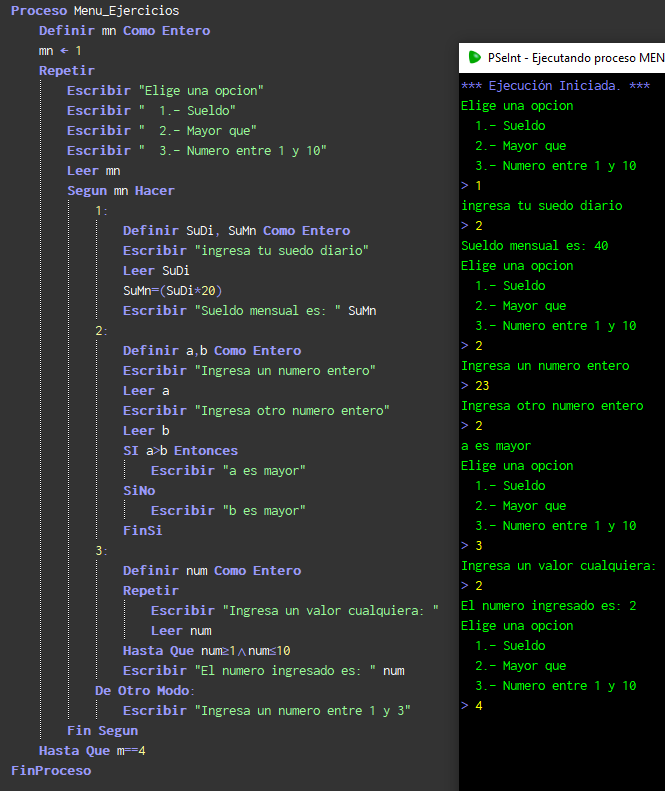 Proceso Menu_Ejercicios
Definir mn Como Entero
mn ← 1
Repetir
Escribir "Elige una opcion"
Escribir "  1.- Sueldo"
Escribir "  2.- Mayor que"
Escribir "  3.- Numero entre 1 y 10"
Leer mn
Segun mn Hacer
1:
Definir SuDi, SuMn Como Entero
Escribir "ingresa tu suedo diario"
Leer SuDi
SuMn=(SuDi*20)
Escribir "Sueldo mensual es: " SuMn
2:
Definir a,b Como Entero
Escribir "Ingresa un numero entero"
Leer a
Escribir "Ingresa otro numero entero"
Leer b
SI a>b Entonces
Escribir "a es mayor"
SiNo
Escribir "b es mayor"
FinSi
3:
Definir num Como Entero
Repetir
Escribir "Ingresa un valor cualquiera: "
Leer num
Hasta Que num≥1∧num≤10
Escribir "El numero ingresado es: " num
De Otro Modo:
Escribir "Ingresa un numero entre 1 y 3"
Fin Segun
Hasta Que m==4
FinProceso
PSeInt - Ejecutando proceso MEN
*** Ejecución Iniciada. ***
Elige una opcion
  1.- Sueldo
  2.- Mayor que
  3.- Numero entre 1 y 10
> 1
ingresa tu suedo diario
> 2
Sueldo mensual es: 40
Elige una opcion
  1.- Sueldo
  2.- Mayor que
  3.- Numero entre 1 y 10
> 2
Ingresa un numero entero
> 23
Ingresa otro numero entero
> 2
a es mayor
Elige una opcion
  1.- Sueldo
  2.- Mayor que
  3.- Numero entre 1 y 10
> 3
Ingresa un valor cualquiera:
> 2
El numero ingresado es: 2
Elige una opcion
  1.- Sueldo
  2.- Mayor que
  3.- Numero entre 1 y 10
> 4